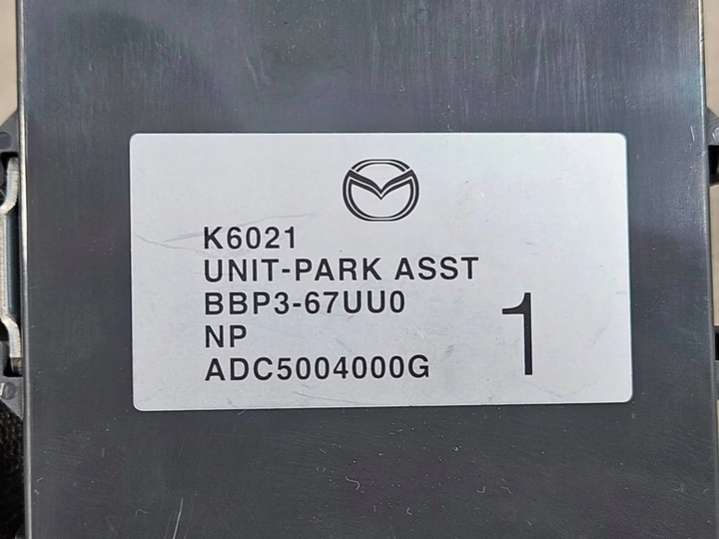 K6021
UNIT-PARK ASST
BBP3-67UU0
NP
ADC5004000G
1